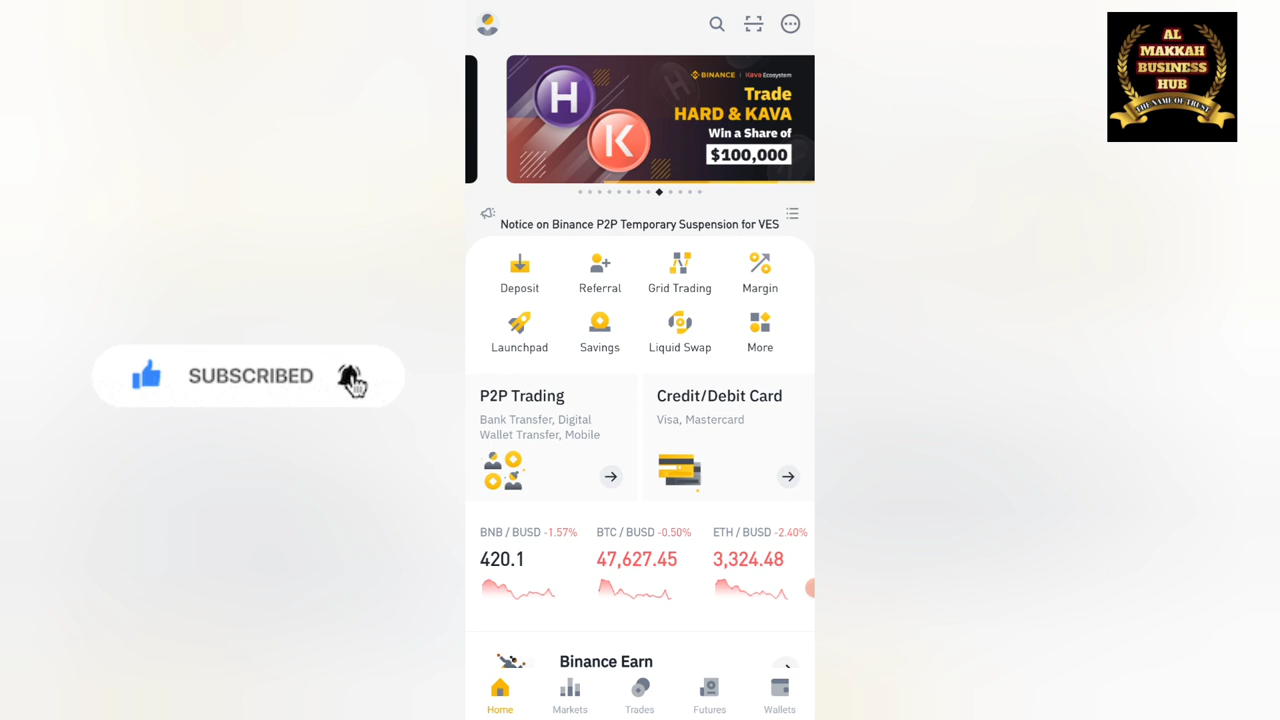 AL
MAKKAH
BUSINESS
HUB
THE NAME OF TRUST
BINANCE | Kava Ecosystem
Trade
HARD & KAVA
Win a Share of
$100,000
H
K
Notice on Binance P2P Temporary Suspension for VES
Deposit Referral Grid Trading Margin
Launchpad Savings Liquid Swap More
SUBSCRIBED
P2P Trading
Bank Transfer, Digital
Wallet Transfer, Mobile
Credit/Debit Card
Visa, Mastercard
BNB / BUSD -1.57% BTC / BUSD -0.50% ETH / BUSD -2.40%
420.1 47,627.45 3,324.48
Binance Earn
Home Markets Trades Futures Wallets